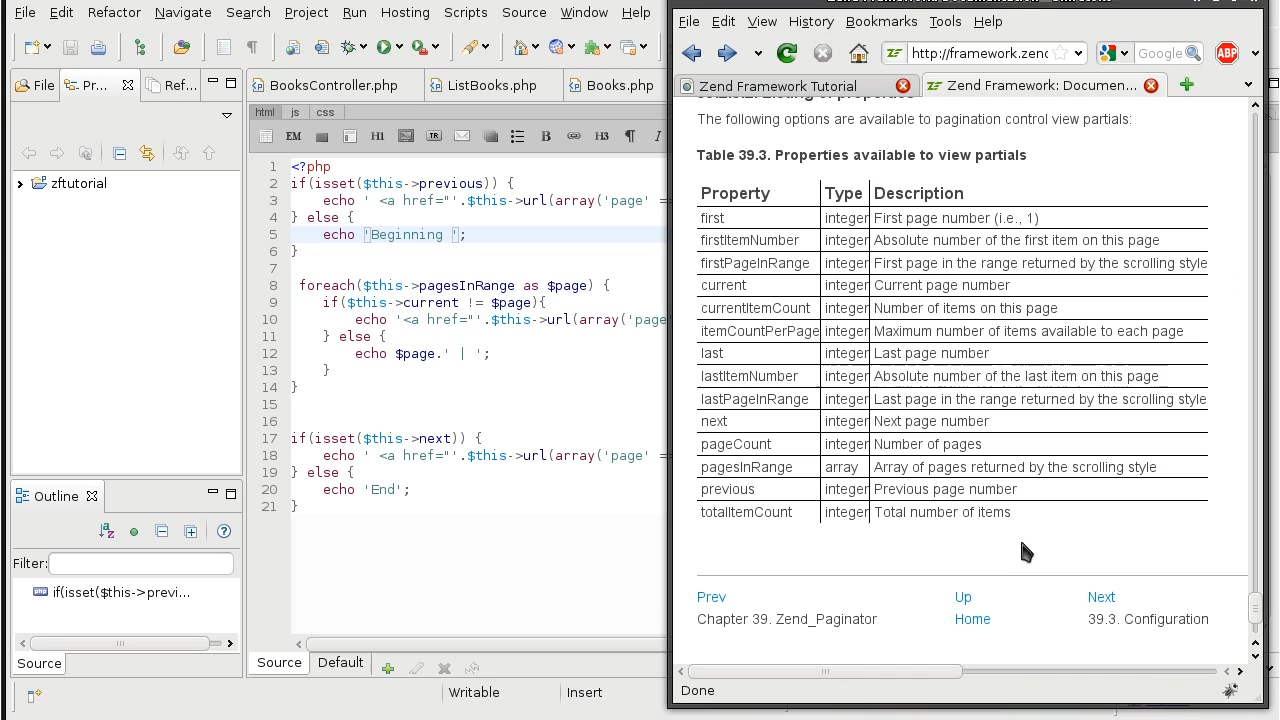 File Edit Refactor Navigate Search Project Run Hosting Scripts Source Window Help
File Pr... Ref...
zftutorial
Outline
Filter:
if(isset($this->previ...
Source
BooksController.php ListBooks.php Books.php
html js css
EM H1 IR B H3 ¶ I
1 <?php
2 if(isset($this->previous)) {
3 echo ' <a href="'.$this->url(array('page' =
4 } else {
5 echo 'Beginning ';
6 }
7
8 foreach($this->pagesInRange as $page) {
9 if($this->current != $page){
10 echo '<a href="'.$this->url(array('page
11 } else {
12 echo $page.' | ';
13 }
14 }
15
16
17 if(isset($this->next)) {
18 echo ' <a href="'.$this->url(array('page' =
19 } else {
20 echo 'End';
21 }
Source Default
Writable Insert
File Edit View History Bookmarks Tools Help
http://framework.zend Google ABP
Zend Framework Tutorial Zend Framework: Documen...
The following options are available to pagination control view partials:
Table 39.3. Properties available to view partials
Property Type Description
first integer First page number (i.e., 1)
firstItemNumber integer Absolute number of the first item on this page
firstPageInRange integer First page in the range returned by the scrolling style
current integer Current page number
currentItemCount integer Number of items on this page
itemCountPerPage integer Maximum number of items available to each page
last integer Last page number
lastItemNumber integer Absolute number of the last item on this page
lastPageInRange integer Last page in the range returned by the scrolling style
next integer Next page number
pageCount integer Number of pages
pagesInRange array Array of pages returned by the scrolling style
previous integer Previous page number
totalItemCount integer Total number of items
Prev Up Next
Chapter 39. Zend_Paginator Home 39.3. Configuration
Done